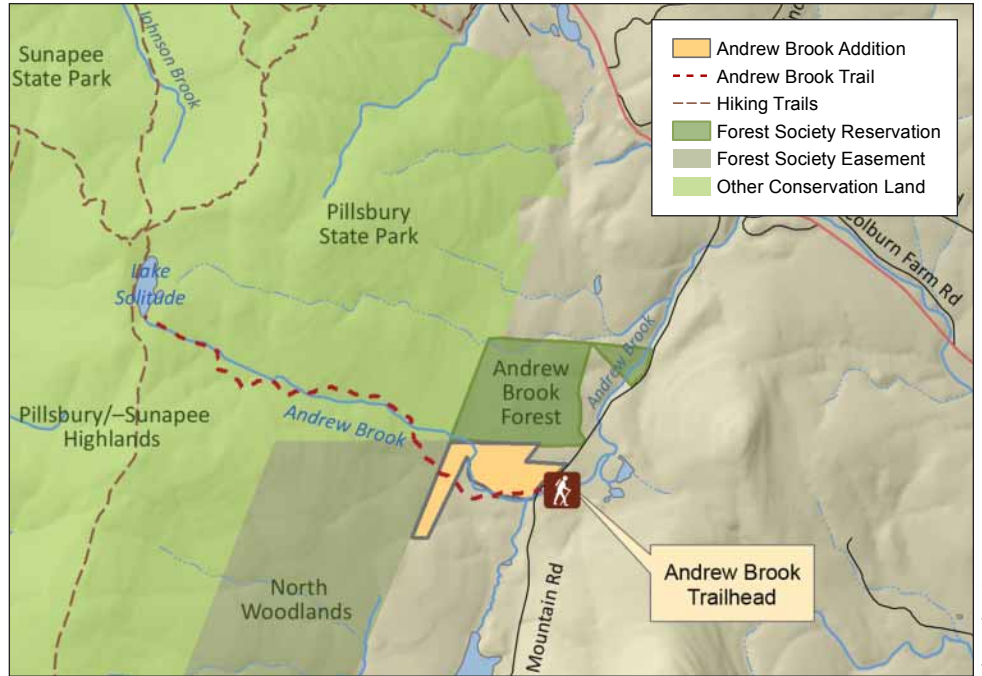 Sunapee
State Park
Johnson Brook
Andrew Brook Addition
Andrew Brook Trail
Hiking Trails
Forest Society Reservation
Forest Society Easement
Other Conservation Land
Pillsbury
State Park
Colburn Farm Rd
Lake
Solitude
Andrew Brook
Andrew
Brook
Forest
Pillsbury/–Sunapee
Highlands
Andrew Brook
Andrew Brook
Trailhead
North
Woodlands
Mountain Rd